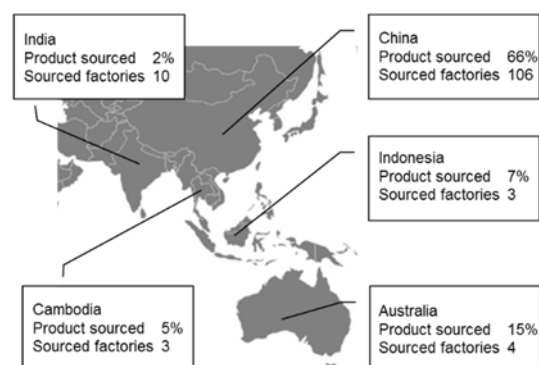 India
Product sourced 2%
Sourced factories 10
China
Product sourced 66%
Sourced factories 106
Indonesia
Product sourced 7%
Sourced factories 3
Cambodia
Product sourced 5%
Sourced factories 3
Australia
Product sourced 15%
Sourced factories 4